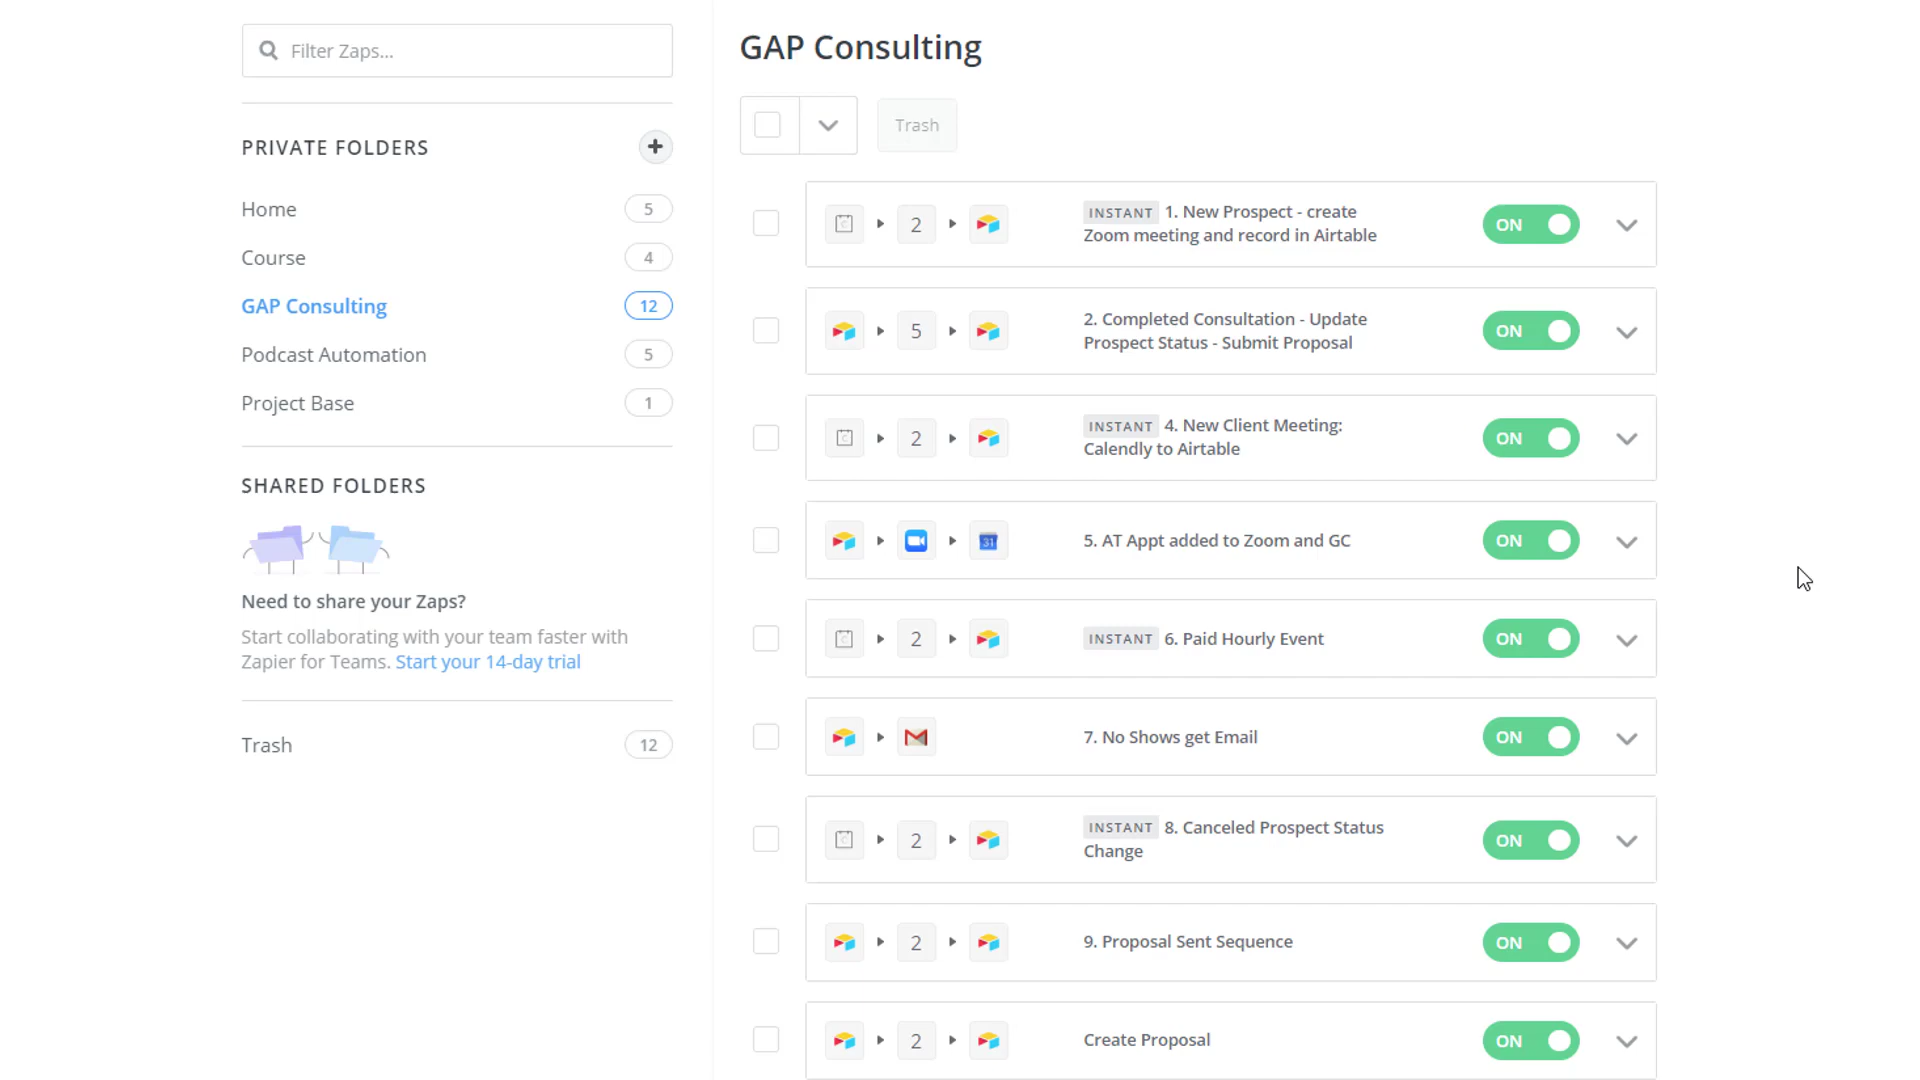 Filter Zaps...
PRIVATE FOLDERS
Home 5
Course 4
GAP Consulting 12
Podcast Automation 5
Project Base 1
SHARED FOLDERS
Need to share your Zaps?
Start collaborating with your team faster with
Zapier for Teams. Start your 14-day trial
Trash 12
GAP Consulting
Trash
2 INSTANT 1. New Prospect - create
Zoom meeting and record in Airtable
ON
5 2. Completed Consultation - Update
Prospect Status - Submit Proposal
ON
2 INSTANT 4. New Client Meeting:
Calendly to Airtable
ON
31 5. AT Appt added to Zoom and GC ON
2 INSTANT 6. Paid Hourly Event ON
7. No Shows get Email ON
2 INSTANT 8. Canceled Prospect Status
Change
ON
2 9. Proposal Sent Sequence ON
2 Create Proposal ON